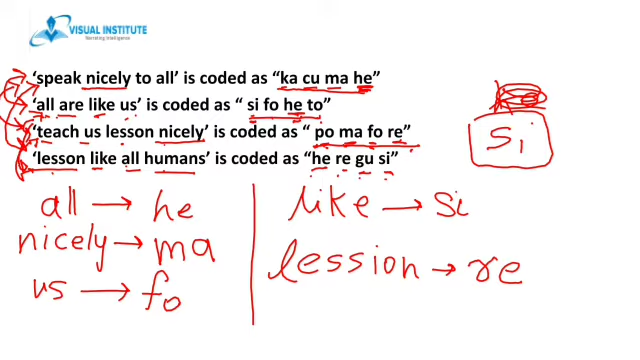 VISUAL INSTITUTE
Narrating Intelligence
'speak nicely to all' is coded as "ka cu ma he"
'all are like us' is coded as " si fo he to"
'teach us lesson nicely' is coded as " po ma fo re"
'lesson like all humans' is coded as "he re gu si"
si
all → he
nicely → ma
us → fo
like → si
lession → re